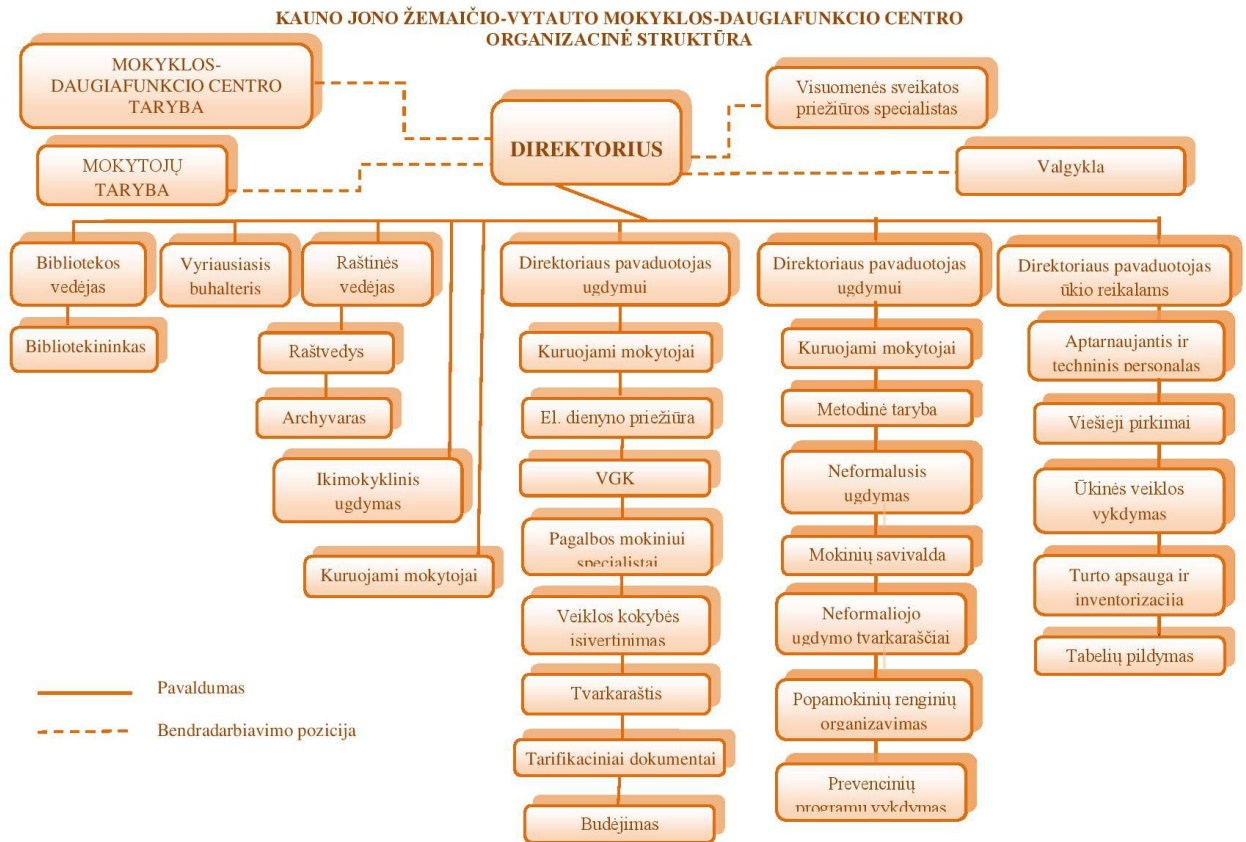 KAUNO JONO ŽEMAIČIO-VYTAUTO MOKYKLOS-DAUGIAFUNKCIO CENTRO
ORGANIZACINĖ STRUKTŪRA
MOKYKLOS-
DAUGIAFUNKCIO CENTRO
TARYBA
MOKYTOJŲ
TARYBA
DIREKTORIUS
Visuomenės sveikatos
priežiūros specialistas
Valgykla
Bibliotekos
vedėjas
Bibliotekininkas
Vyriausiasis
buhalteris
Raštinės
vedėjas
Raštvedys
Archyvaras
Ikimokyklinis
ugdymas
Kuruojami mokytojai
Direktoriaus pavaduotojas
ugdymui
Kuruojami mokytojai
El. dienyno priežiūra
VGK
Pagalbos mokiniui
specialistai
Veiklos kokybės
įsivertinimas
Tvarkaraštis
Tarifikaciniai dokumentai
Budėjimas
Direktoriaus pavaduotojas
ugdymui
Kuruojami mokytojai
Metodinė taryba
Neformalusis
ugdymas
Mokinių savivalda
Neformaliojo
ugdymo tvarkaraščiai
Popamokinių renginių
organizavimas
Prevencinių
programų vykdymas
Direktoriaus pavaduotojas
ūkio reikalams
Aptarnaujantis ir
techninis personalas
Viešieji pirkimai
Ūkinės veiklos
vykdymas
Turto apsauga ir
inventorizacija
Tabelių pildymas
Pavaldumas
Bendradarbiavimo pozicija